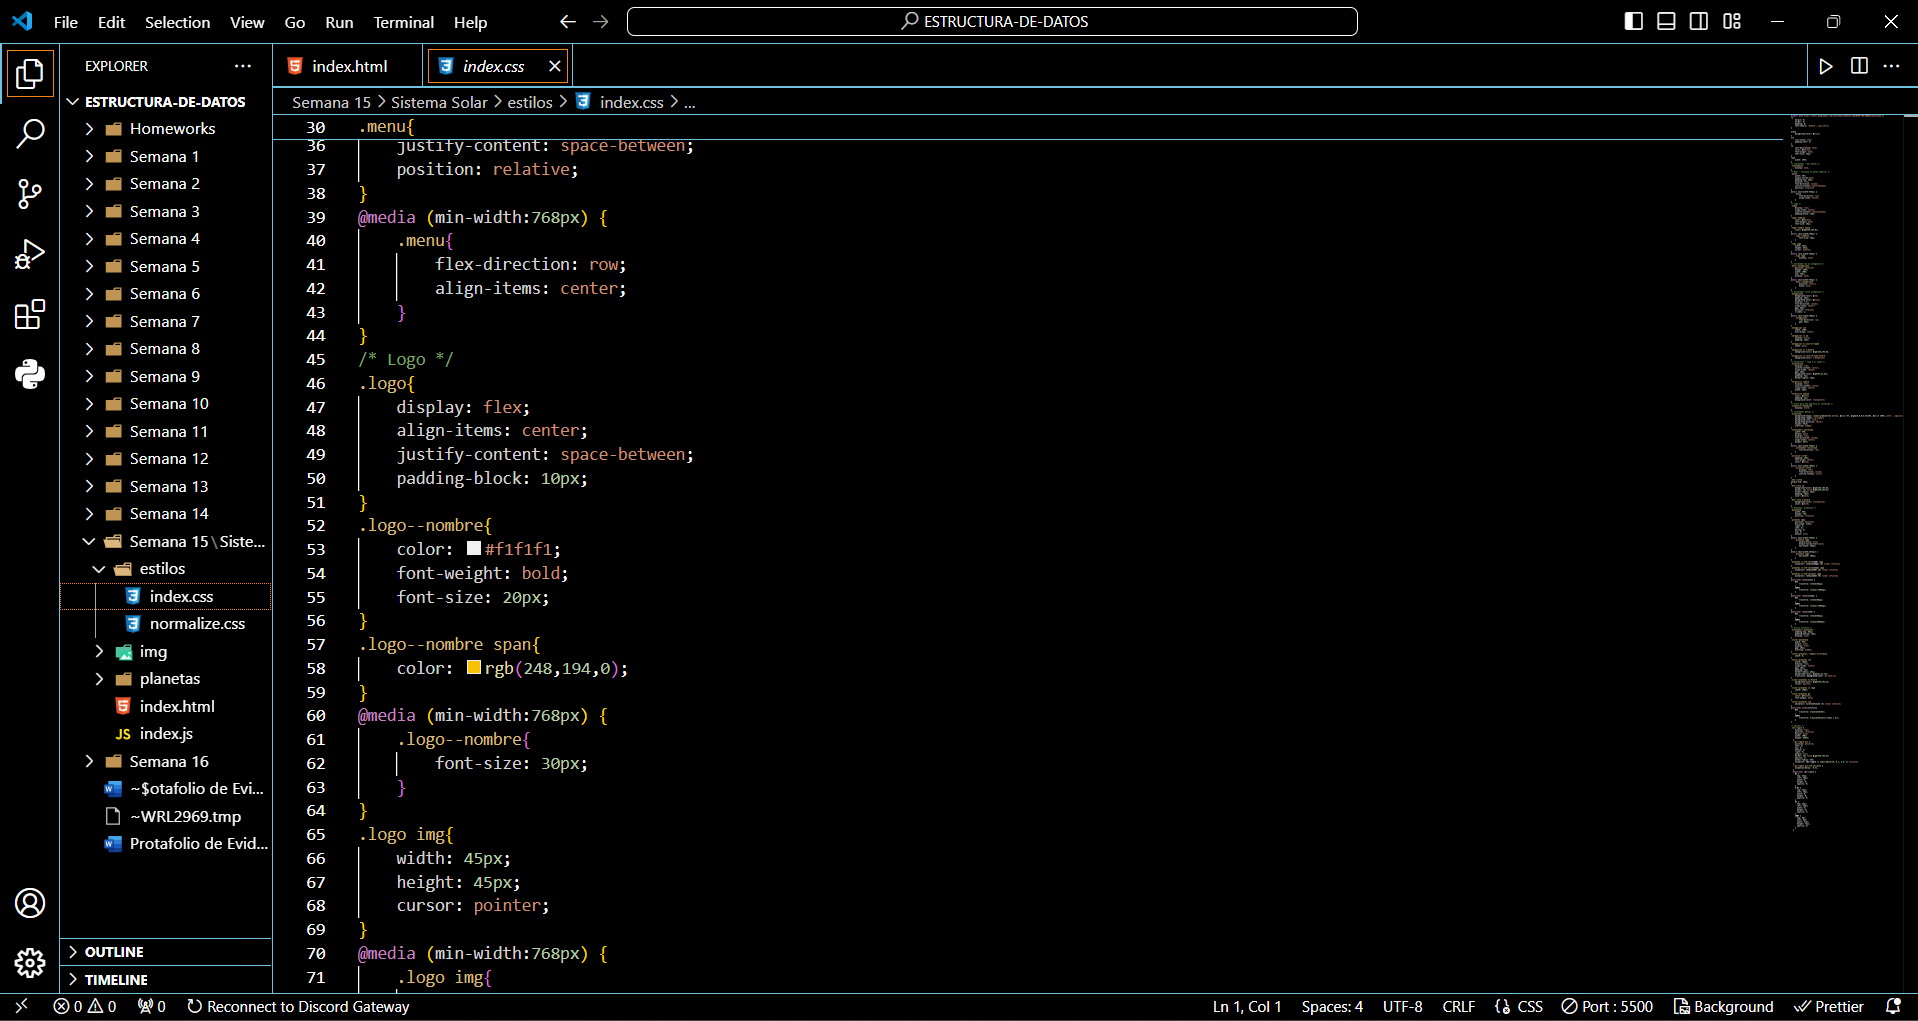 File Edit Selection View Go Run Terminal Help
ESTRUCTURA-DE-DATOS
EXPLORER
ESTRUCTURA-DE-DATOS
Homeworks
Semana 1
Semana 2
Semana 3
Semana 4
Semana 5
Semana 6
Semana 7
Semana 8
Semana 9
Semana 10
Semana 11
Semana 12
Semana 13
Semana 14
Semana 15\Siste...
estilos
index.css
normalize.css
img
planetas
index.html
JS index.js
Semana 16
~$otafolio de Evi...
~WRL2969.tmp
Protafolio de Evid...
OUTLINE
TIMELINE
index.html
index.css
Semana 15 > Sistema Solar > estilos > index.css > ...
30 .menu{
36 justify-content: space-between;
37 position: relative;
38 }
39 @media (min-width:768px) {
40 .menu{
41 flex-direction: row;
42 align-items: center;
43 }
44 }
45 /* Logo */
46 .logo{
47 display: flex;
48 align-items: center;
49 justify-content: space-between;
50 padding-block: 10px;
51 }
52 .logo--nombre{
53 color: #f1f1f1;
54 font-weight: bold;
55 font-size: 20px;
56 }
57 .logo--nombre span{
58 color: rgb(248,194,0);
59 }
60 @media (min-width:768px) {
61 .logo--nombre{
62 font-size: 30px;
63 }
64 }
65 .logo img{
66 width: 45px;
67 height: 45px;
68 cursor: pointer;
69 }
70 @media (min-width:768px) {
71 .logo img{
0 0 0 Reconnect to Discord Gateway
Ln 1, Col 1 Spaces: 4 UTF-8 CRLF {} CSS Port : 5500 Background Prettier